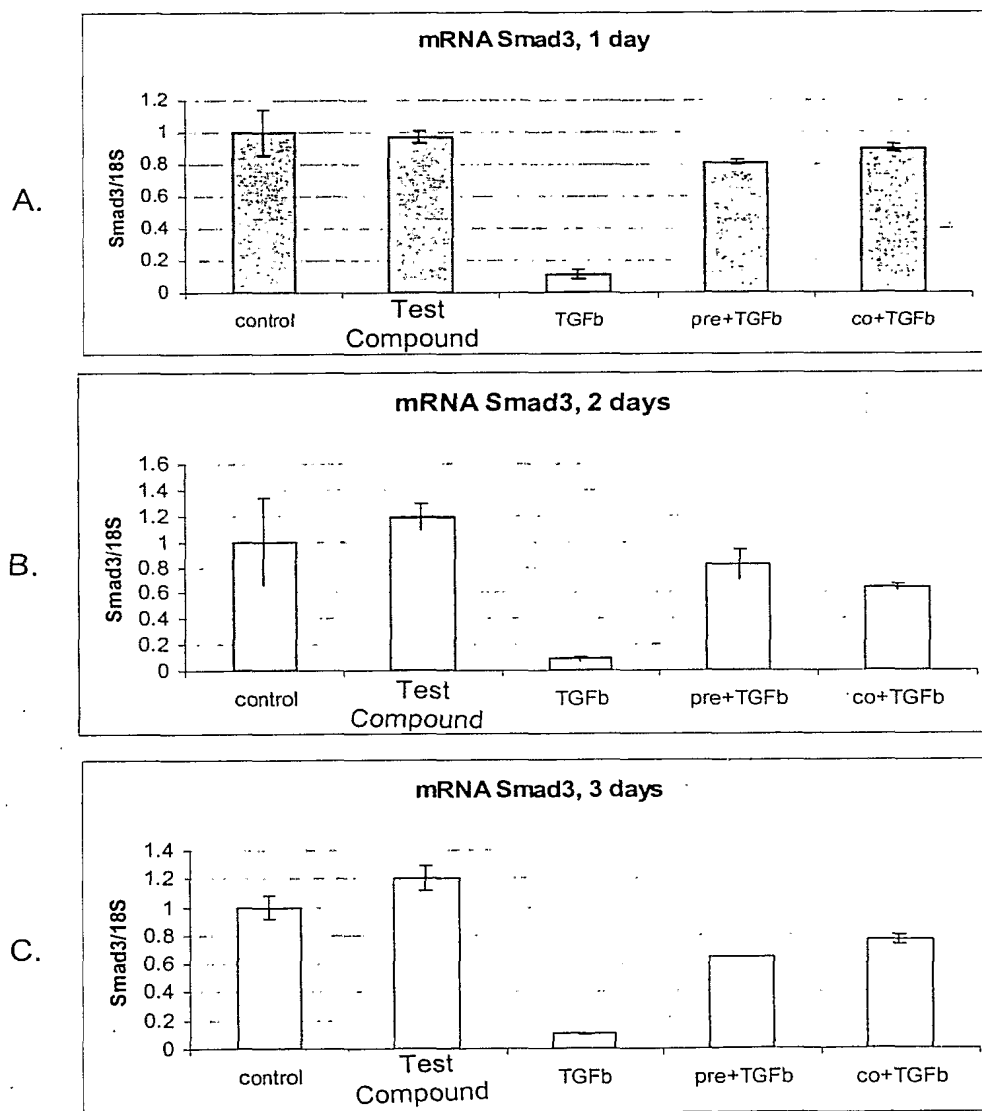 A.
mRNA Smad3, 1 day
Smad3/18S
1.2
1
0.8
0.6
0.4
0.2
0
control
Test
Compound
TGFb
pre+TGFb
co+TGFb
B.
mRNA Smad3, 2 days
Smad3/18S
1.6
1.4
1.2
1
0.8
0.6
0.4
0.2
0
control
Test
Compound
TGFb
pre+TGFb
co+TGFb
C.
mRNA Smad3, 3 days
Smad3/18S
1.4
1.2
1
0.8
0.6
0.4
0.2
0
control
Test
Compound
TGFb
pre+TGFb
co+TGFb